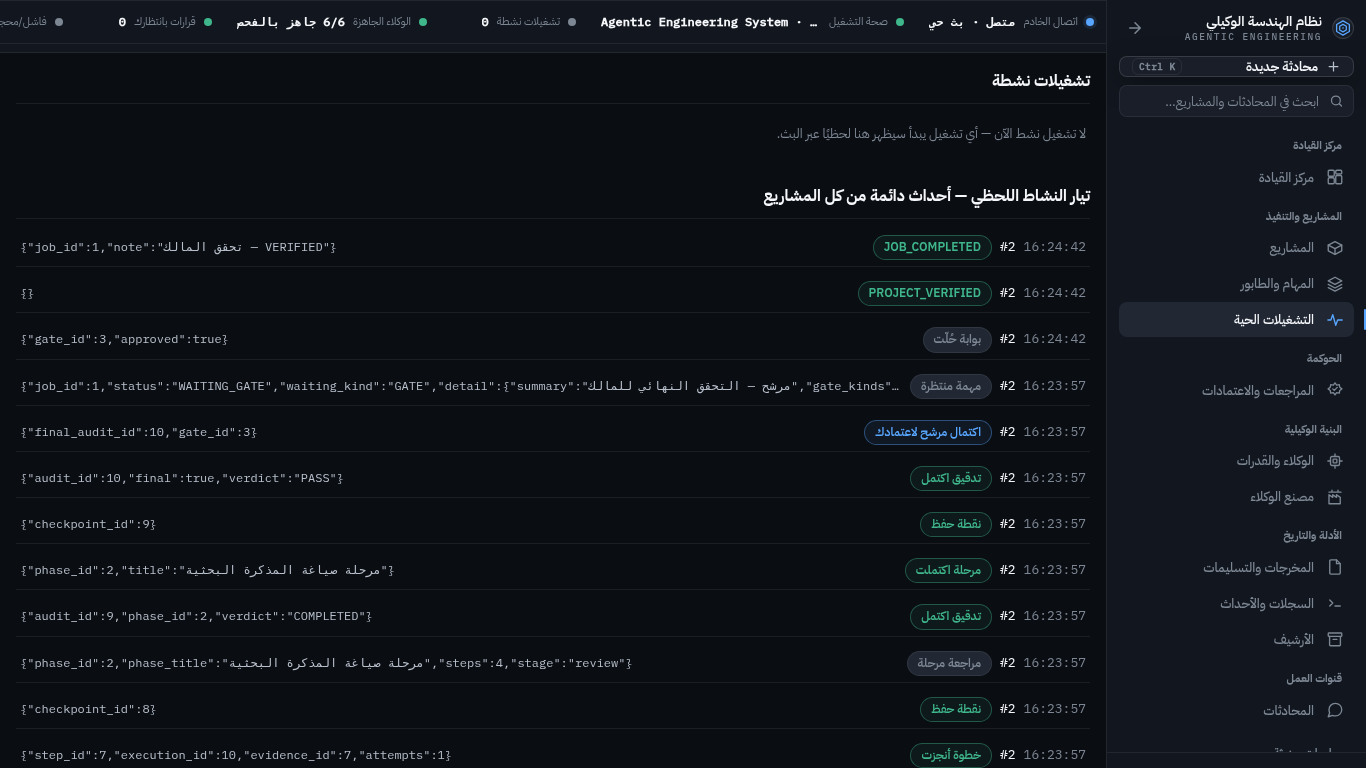 نظام الهندسة الوكيلي
AGENTIC ENGINEERING
محادثة جديدة Ctrl K
ابحث في المحادثات والمشاريع...
مركز القيادة
مركز القيادة
المشاريع والتنفيذ
المشاريع
المهام والطابور
التشغيلات الحية
الحوكمة
المراجعات والاعتمادات
البنية الوكيلية
الوكلاء والقدرات
مصنع الوكلاء
الأدلة والتاريخ
المخرجات والتسليمات
السجلات والأحداث
الأرشيف
قنوات العمل
المحادثات
اتصال الخادم متصل · بث حي
صحة التشغيل Agentic Engineering System · …
تشغيلات نشطة 0
الوكلاء الجاهزة 6/6 جاهز بالفحص
قرارات بانتظارك 0
تشغيلات نشطة
لا تشغيل نشط الآن — أي تشغيل يبدأ سيظهر هنا لحظيًا عبر البث.
تيار النشاط اللحظي — أحداث دائمة من كل المشاريع
16:24:42 #2 JOB_COMPLETED {"job_id":1,"note":"تحقق المالك — VERIFIED"}
16:24:42 #2 PROJECT_VERIFIED {}
16:24:42 #2 بوابة حُلّت {"gate_id":3,"approved":true}
16:23:57 #2 مهمة منتظرة {"job_id":1,"status":"WAITING_GATE","waiting_kind":"GATE","detail":{"summary":"مرشح — التحقق النهائي للمالك","gate_kinds"…
16:23:57 #2 اكتمال مرشح لاعتمادك {"final_audit_id":10,"gate_id":3}
16:23:57 #2 تدقيق اكتمل {"audit_id":10,"final":true,"verdict":"PASS"}
16:23:57 #2 نقطة حفظ {"checkpoint_id":9}
16:23:57 #2 مرحلة اكتملت {"phase_id":2,"title":"مرحلة صياغة المذكرة البحثية"}
16:23:57 #2 تدقيق اكتمل {"audit_id":9,"phase_id":2,"verdict":"COMPLETED"}
16:23:57 #2 مراجعة مرحلة {"phase_id":2,"phase_title":"مرحلة صياغة المذكرة البحثية","steps":4,"stage":"review"}
16:23:57 #2 نقطة حفظ {"checkpoint_id":8}
16:23:57 #2 خطوة أنجزت {"step_id":7,"execution_id":10,"evidence_id":7,"attempts":1}